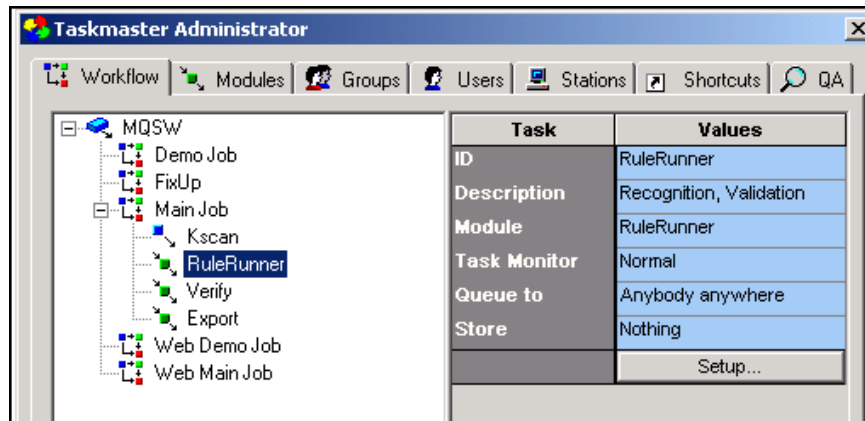 Taskmaster Administrator
Workflow Modules Groups Users Stations Shortcuts QA
MQSW
Demo Job
FixUp
Main Job
Kscan
RuleRunner
Verify
Export
Web Demo Job
Web Main Job
Task Values
ID RuleRunner
Description Recognition, Validation
Module RuleRunner
Task Monitor Normal
Queue to Anybody anywhere
Store Nothing
Setup...